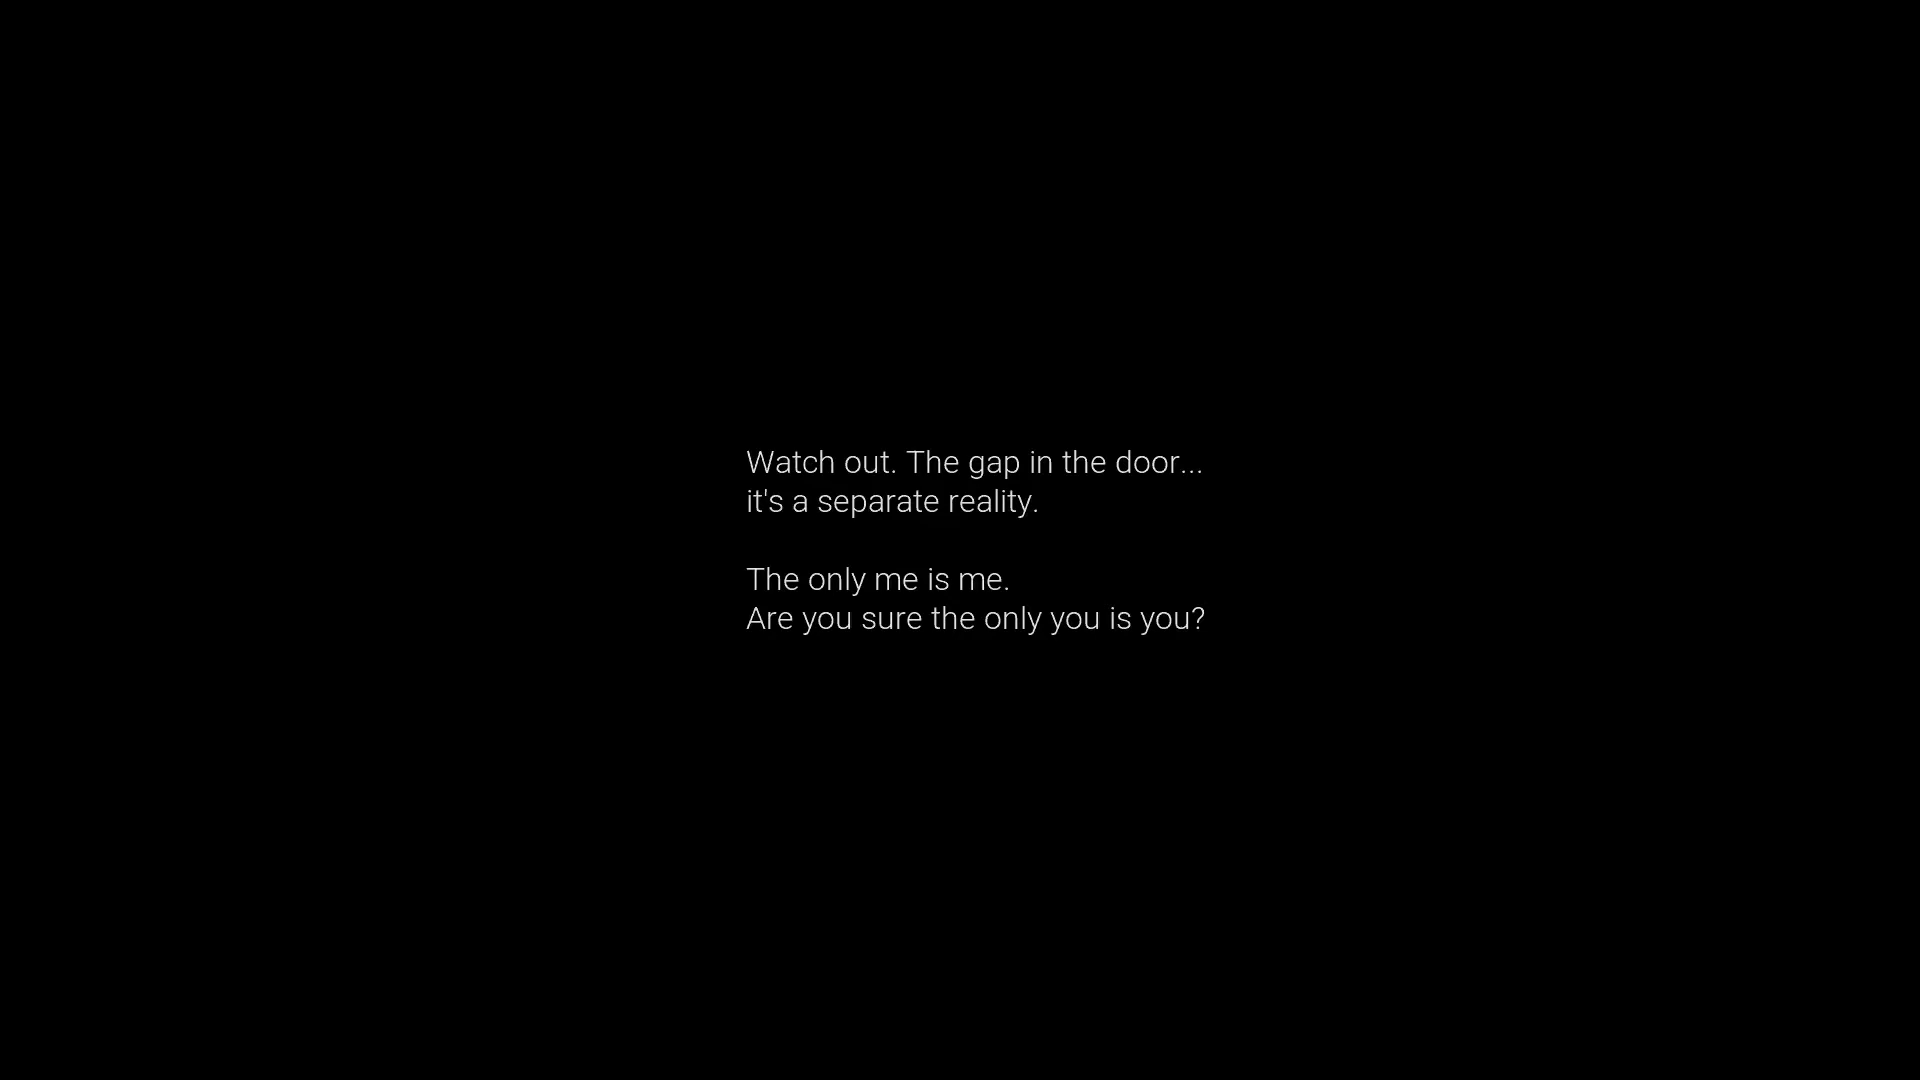 Watch out. The gap in the door...
it's a separate reality.
The only me is me.
Are you sure the only you is you?